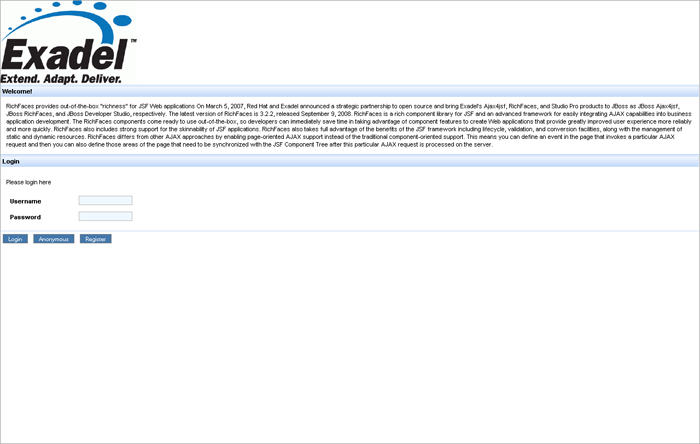 Exadel™
Extend. Adapt. Deliver.
Welcome!
RichFaces provides out-of-the-box "richness" for JSF Web applications On March 5, 2007, Red Hat and Exadel announced a strategic partnership to open source and bring Exadel's Ajax4jsf, RichFaces, and Studio Pro products to
JBoss as JBoss Ajax4jsf, JBoss RichFaces, and JBoss Developer Studio, respectively. The latest version of RichFaces is 3.2.2, released September 9, 2008. RichFaces is a rich component library for JSF and an advanced framework for easily integrating AJAX capabilities into business
application development. The RichFaces components come ready to use out-of-the-box, so developers can immediately save time in taking advantage of component features to create Web applications that provide greatly improved user experience more reliably
and more quickly. RichFaces also includes strong support for the skinnability of JSF applications. RichFaces also takes full advantage of the benefits of the JSF framework including lifecycle, validation, and conversion facilities, along with the management of
static and dynamic resources. RichFaces differs from other AJAX approaches by enabling page-oriented AJAX support instead of the traditional component-oriented support. This means you can define an event in the page that invokes a particular AJAX
request and then you can also define those areas of the page that need to be synchronized with the JSF Component Tree after this particular AJAX request is processed on the server.
Login
Please login here
Username
Password
Login Anonymous Register